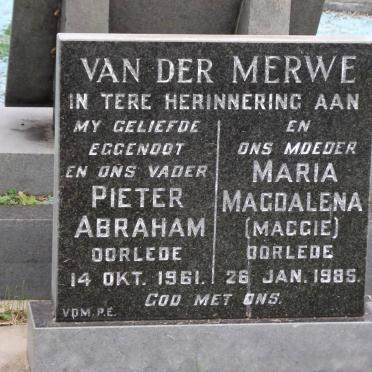 VAN DER MERWE
IN TERE HERINNERING AAN
MY GELIEFDE
EGGENOOT
EN ONS VADER
PIETER
ABRAHAM
OORLEDE
14 OKT. 1961.
EN
ONS MOEDER
MARIA
MAGDALENA
(MAGGIE)
OORLEDE
26 JAN. 1985.
GOD MET ONS.
VDM. P.E.